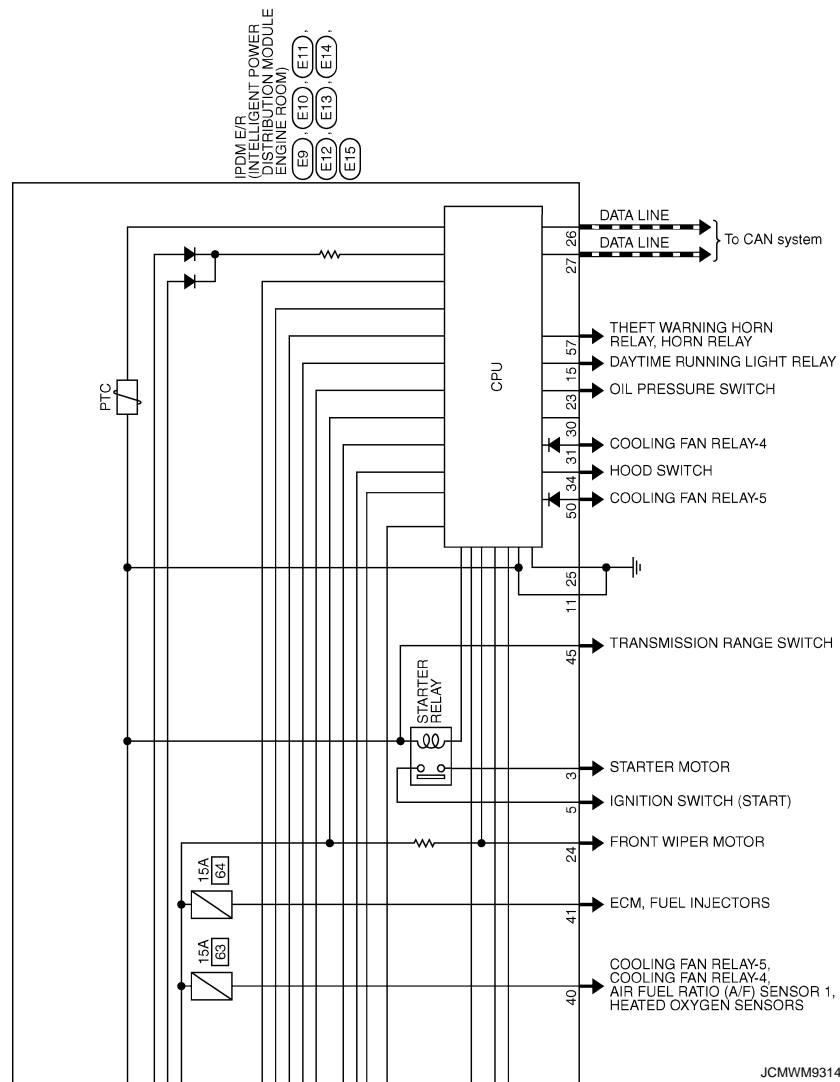 IPDM E/R
(INTELLIGENT POWER
DISTRIBUTION MODULE
ENGINE ROOM)
E9 , E10 , E11 ,
E12 , E13 , E14 ,
E15
DATA LINE
26
DATA LINE
27
To CAN system
THEFT WARNING HORN
RELAY, HORN RELAY
57
DAYTIME RUNNING LIGHT RELAY
15
OIL PRESSURE SWITCH
23
CPU
PTC
30
COOLING FAN RELAY-4
31
HOOD SWITCH
34
COOLING FAN RELAY-5
50
25
11
TRANSMISSION RANGE SWITCH
45
STARTER
RELAY
STARTER MOTOR
3
IGNITION SWITCH (START)
5
FRONT WIPER MOTOR
24
15A
64
ECM, FUEL INJECTORS
41
15A
63
COOLING FAN RELAY-5,
COOLING FAN RELAY-4,
AIR FUEL RATIO (A/F) SENSOR 1,
HEATED OXYGEN SENSORS
40
JCMWM9314